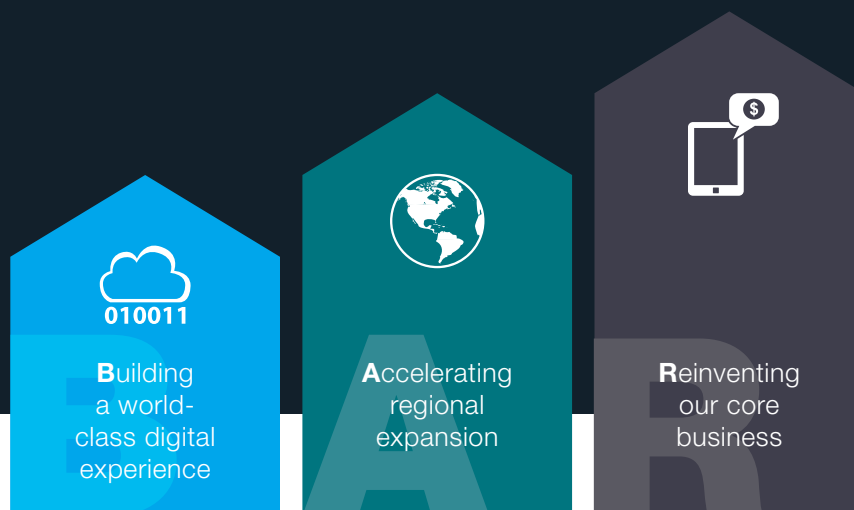 $
010011
B
Building
a world-
class digital
experience
A
Accelerating
regional
expansion
R
Reinventing
our core
business